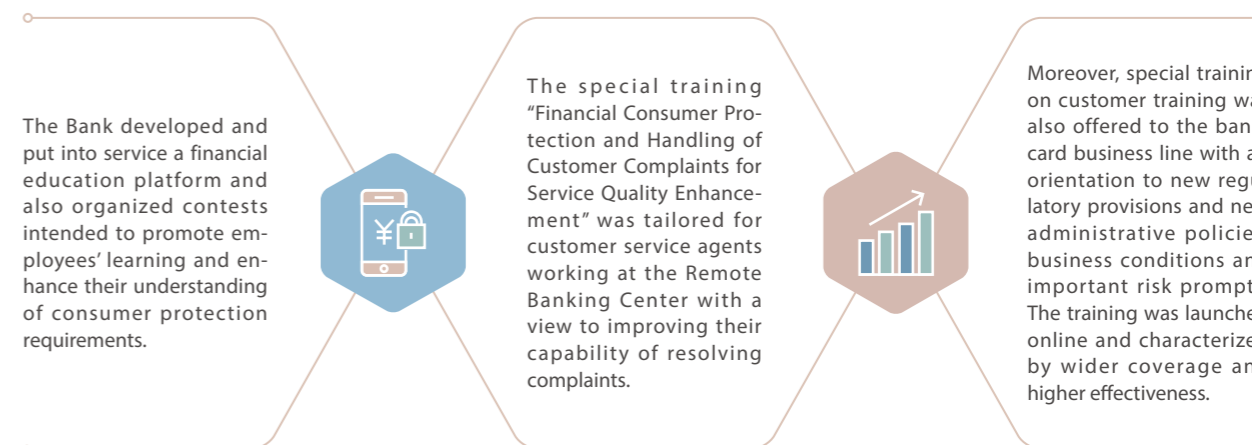 The Bank developed and
put into service a financial
education platform and
also organized contests
intended to promote em-
ployees’ learning and en-
hance their understanding
of consumer protection
requirements.
¥
The special training
“Financial Consumer Pro-
tection and Handling of
Customer Complaints for
Service Quality Enhance-
ment” was tailored for
customer service agents
working at the Remote
Banking Center with a
view to improving their
capability of resolving
complaints.
Moreover, special
on customer training
also offered to the
card business line with
orientation to new
latory provisions and
administrative
business conditions
important risk
The training was
online and
by wider coverage
higher effectiveness.